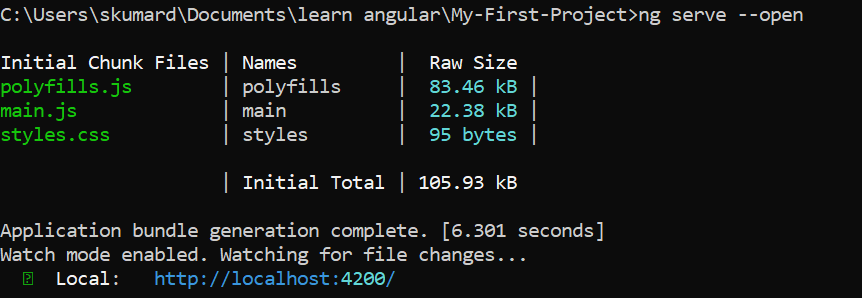 C:\Users\skumard\Documents\learn angular\My-First-Project>ng serve --open
Initial Chunk Files | Names | Raw Size
polyfills.js | polyfills | 83.46 kB |
main.js | main | 22.38 kB |
styles.css | styles | 95 bytes |
| Initial Total | 105.93 kB
Application bundle generation complete. [6.301 seconds]
Watch mode enabled. Watching for file changes...
Local: http://localhost:4200/